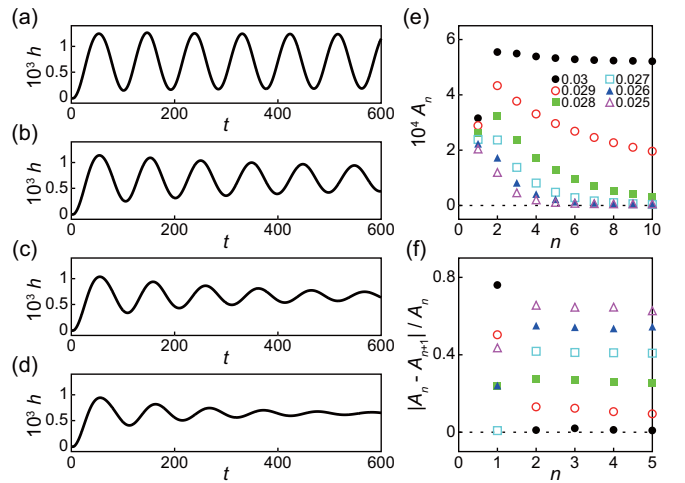 (a)
10³ h
1
0.5
0
0 200 400 600
t
(b)
10³ h
1
0.5
0
0 200 400 600
t
(c)
10³ h
1
0.5
0
0 200 400 600
t
(d)
10³ h
1
0.5
0
0 200 400 600
t
(e)
10⁴ Aₙ
6
4
2
0
0.03 0.027
0.029 0.026
0.028 0.025
0 2 4 6 8 10
n
(f)
|Aₙ - Aₙ₊₁| / Aₙ
0.8
0.4
0
0 1 2 3 4 5
n